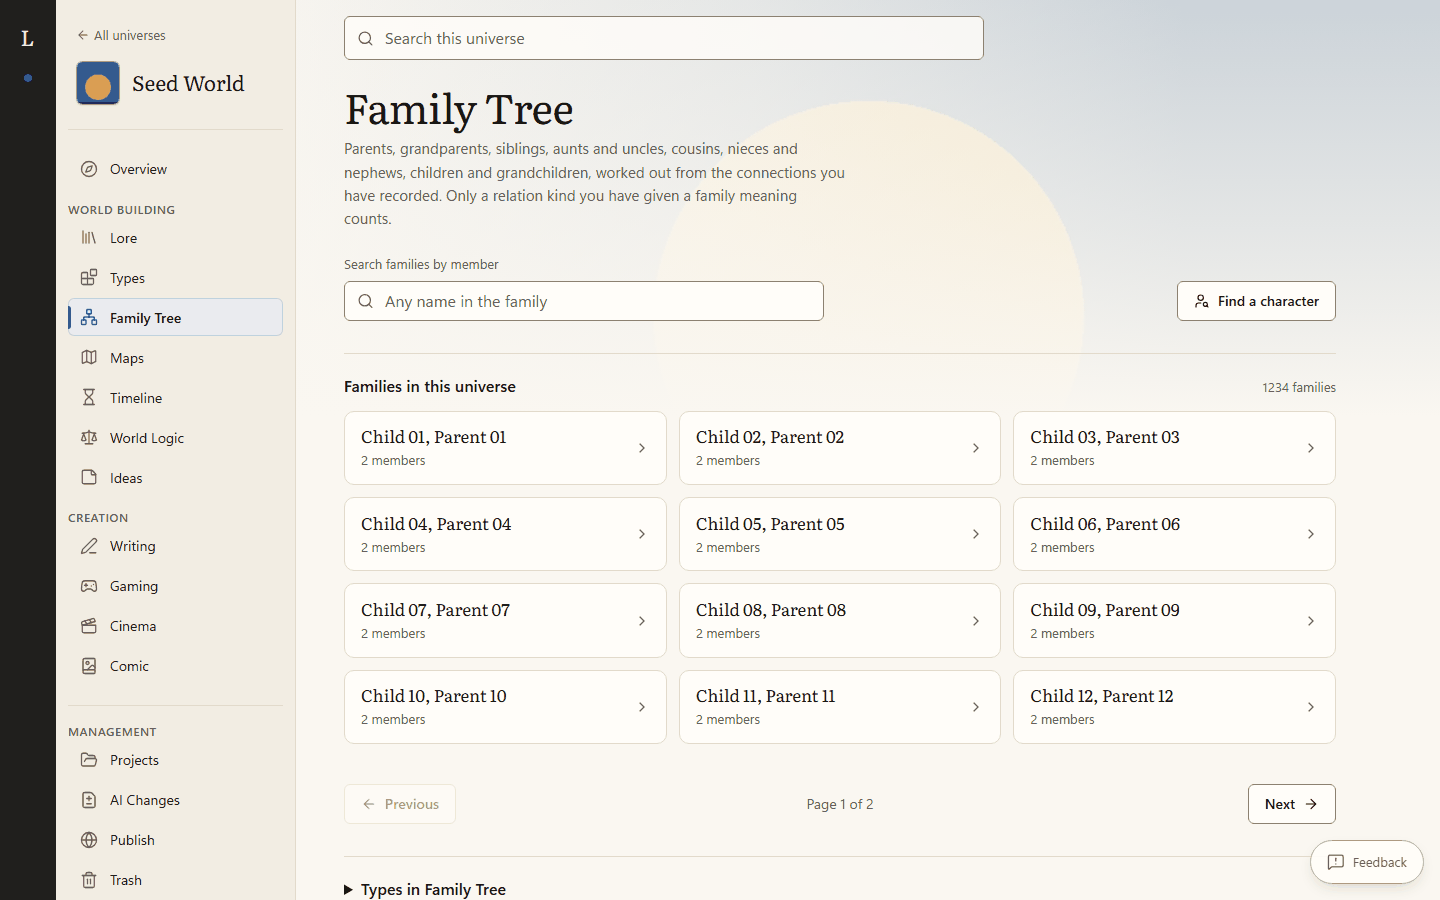 L
All universes
Seed World
Overview
WORLD BUILDING
Lore
Types
Family Tree
Maps
Timeline
World Logic
Ideas
CREATION
Writing
Gaming
Cinema
Comic
MANAGEMENT
Projects
AI Changes
Publish
Trash
Search this universe
Family Tree
Parents, grandparents, siblings, aunts and uncles, cousins, nieces and
nephews, children and grandchildren, worked out from the connections you
have recorded. Only a relation kind you have given a family meaning
counts.
Search families by member
Any name in the family
Find a character
Families in this universe
1234 families
Child 01, Parent 01
2 members
Child 02, Parent 02
2 members
Child 03, Parent 03
2 members
Child 04, Parent 04
2 members
Child 05, Parent 05
2 members
Child 06, Parent 06
2 members
Child 07, Parent 07
2 members
Child 08, Parent 08
2 members
Child 09, Parent 09
2 members
Child 10, Parent 10
2 members
Child 11, Parent 11
2 members
Child 12, Parent 12
2 members
Previous
Page 1 of 2
Next
Feedback
Types in Family Tree